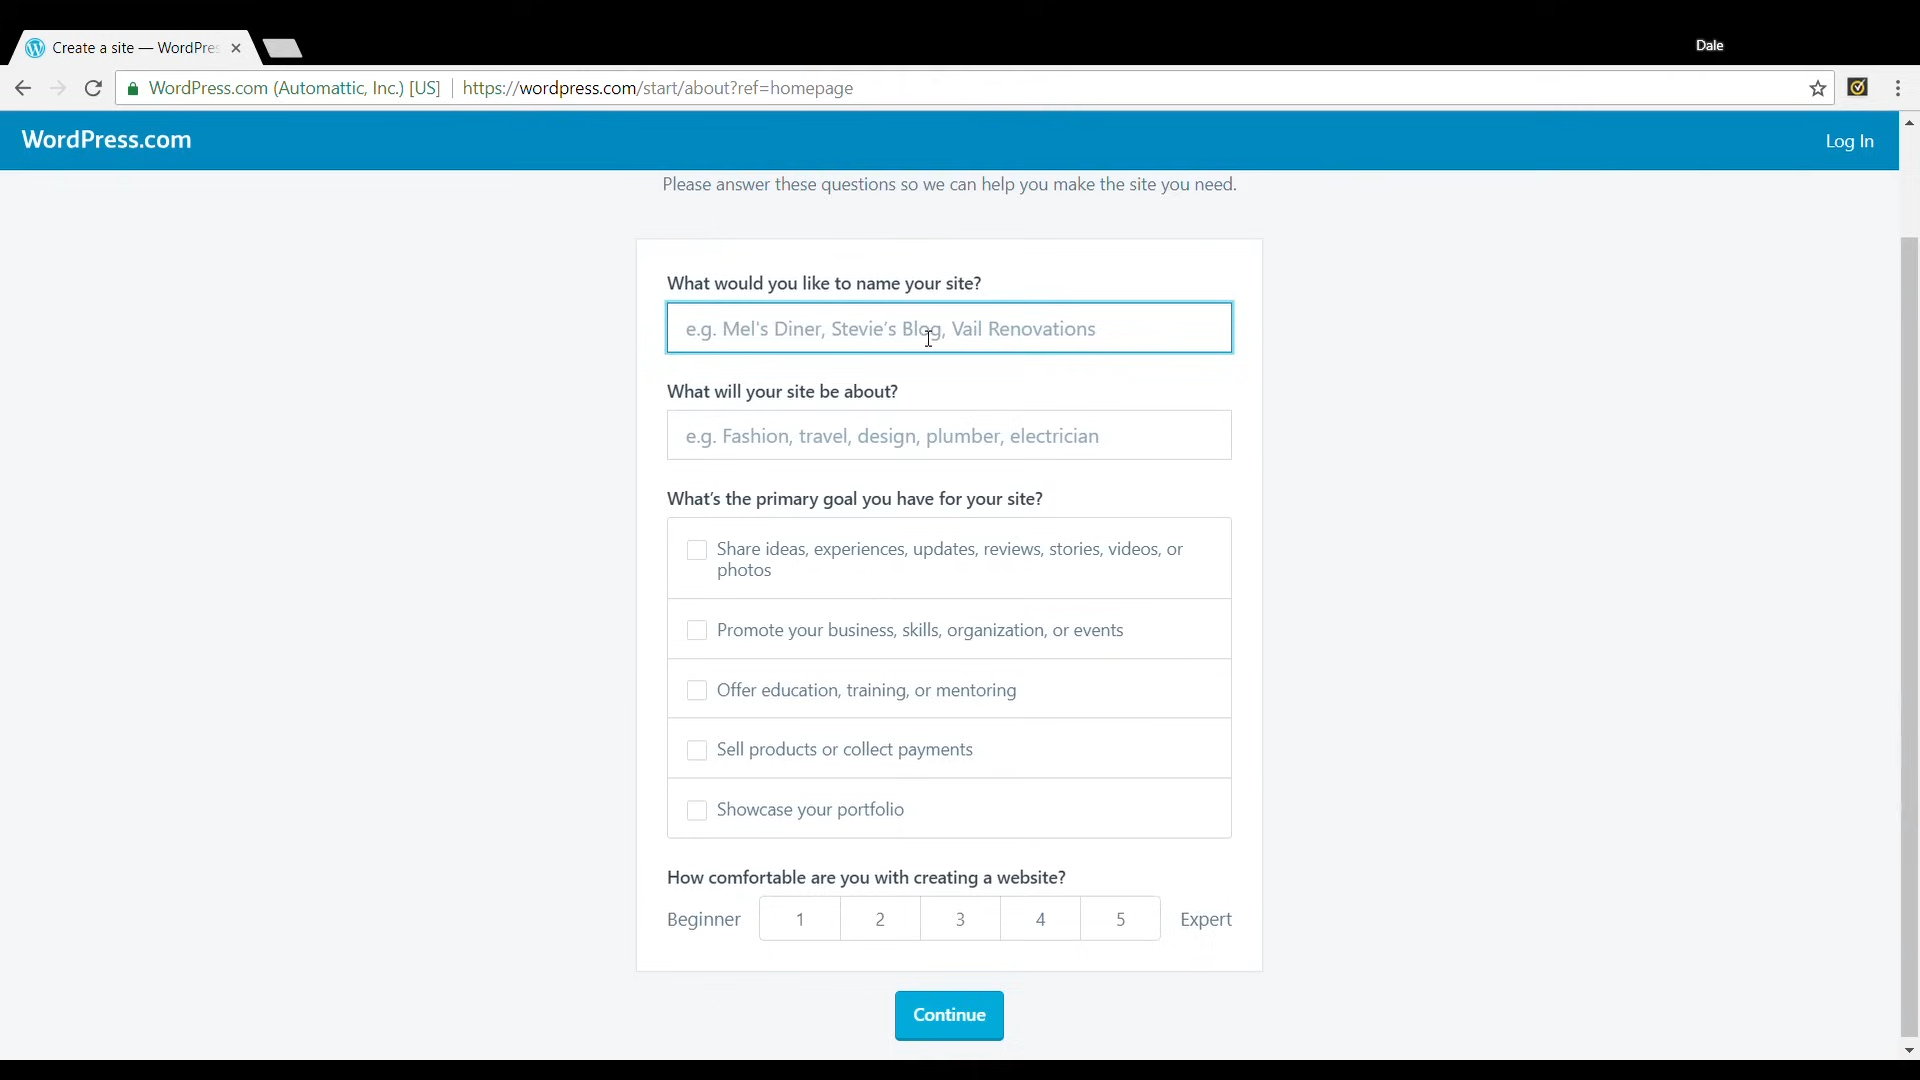 Create a site — WordPres
Dale
WordPress.com (Automattic, Inc.) [US]
https://wordpress.com/start/about?ref=homepage
WordPress.com
Log In
Please answer these questions so we can help you make the site you need.
What would you like to name your site?
e.g. Mel's Diner, Stevie's Blog, Vail Renovations
What will your site be about?
e.g. Fashion, travel, design, plumber, electrician
What's the primary goal you have for your site?
Share ideas, experiences, updates, reviews, stories, videos, or
photos
Promote your business, skills, organization, or events
Offer education, training, or mentoring
Sell products or collect payments
Showcase your portfolio
How comfortable are you with creating a website?
Beginner 1 2 3 4 5 Expert
Continue